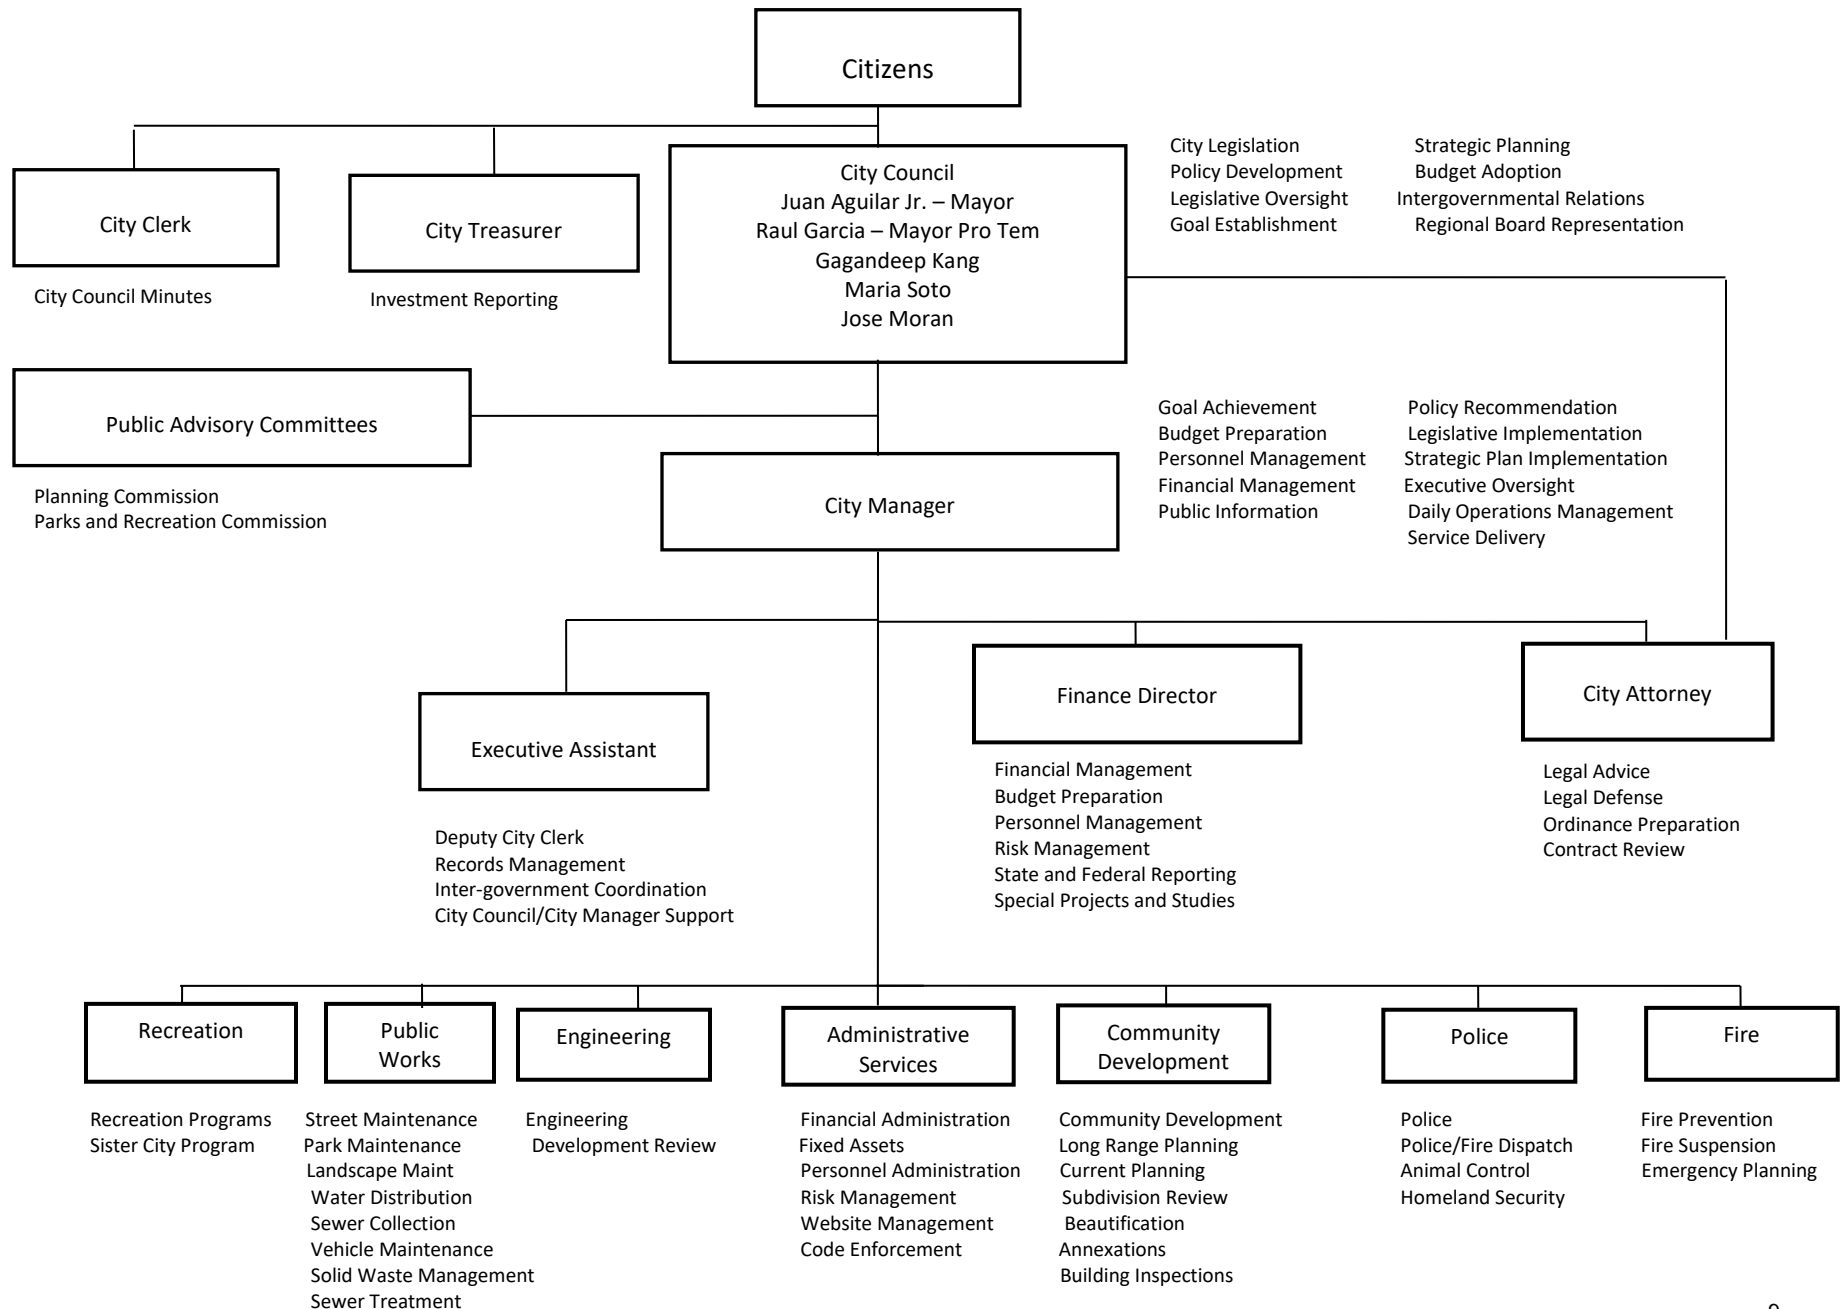 Citizens
City Clerk
City Council Minutes
City Treasurer
Investment Reporting
City Council
Juan Aguilar Jr. – Mayor
Raul Garcia – Mayor Pro Tem
Gagandeep Kang
Maria Soto
Jose Moran
City Legislation
Policy Development
Legislative Oversight
Goal Establishment
Strategic Planning
Budget Adoption
Intergovernmental Relations
Regional Board Representation
Public Advisory Committees
Planning Commission
Parks and Recreation Commission
City Manager
Goal Achievement
Budget Preparation
Personnel Management
Financial Management
Public Information
Policy Recommendation
Legislative Implementation
Strategic Plan Implementation
Executive Oversight
Daily Operations Management
Service Delivery
Executive Assistant
Deputy City Clerk
Records Management
Inter-government Coordination
City Council/City Manager Support
Finance Director
Financial Management
Budget Preparation
Personnel Management
Risk Management
State and Federal Reporting
Special Projects and Studies
City Attorney
Legal Advice
Legal Defense
Ordinance Preparation
Contract Review
Recreation
Recreation Programs
Sister City Program
Public
Works
Street Maintenance
Park Maintenance
Landscape Maint
Water Distribution
Sewer Collection
Vehicle Maintenance
Solid Waste Management
Sewer Treatment
Engineering
Engineering
Development Review
Administrative
Services
Financial Administration
Fixed Assets
Personnel Administration
Risk Management
Website Management
Code Enforcement
Community
Development
Community Development
Long Range Planning
Current Planning
Subdivision Review
Beautification
Annexations
Building Inspections
Police
Police
Police/Fire Dispatch
Animal Control
Homeland Security
Fire
Fire Prevention
Fire Suspension
Emergency Planning